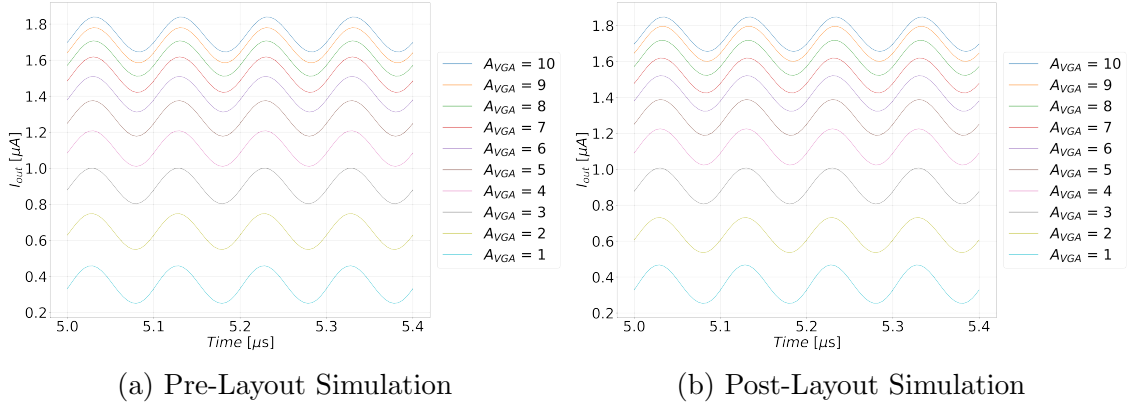 1.8
1.6
1.4
1.2
1.0
0.8
0.6
0.4
0.2
I_out [μA]
5.0 5.1 5.2 5.3 5.4
Time [μs]
A_VGA = 10
A_VGA = 9
A_VGA = 8
A_VGA = 7
A_VGA = 6
A_VGA = 5
A_VGA = 4
A_VGA = 3
A_VGA = 2
A_VGA = 1
(a) Pre-Layout Simulation
1.8
1.6
1.4
1.2
1.0
0.8
0.6
0.4
0.2
I_out [μA]
5.0 5.1 5.2 5.3 5.4
Time [μs]
A_VGA = 10
A_VGA = 9
A_VGA = 8
A_VGA = 7
A_VGA = 6
A_VGA = 5
A_VGA = 4
A_VGA = 3
A_VGA = 2
A_VGA = 1
(b) Post-Layout Simulation